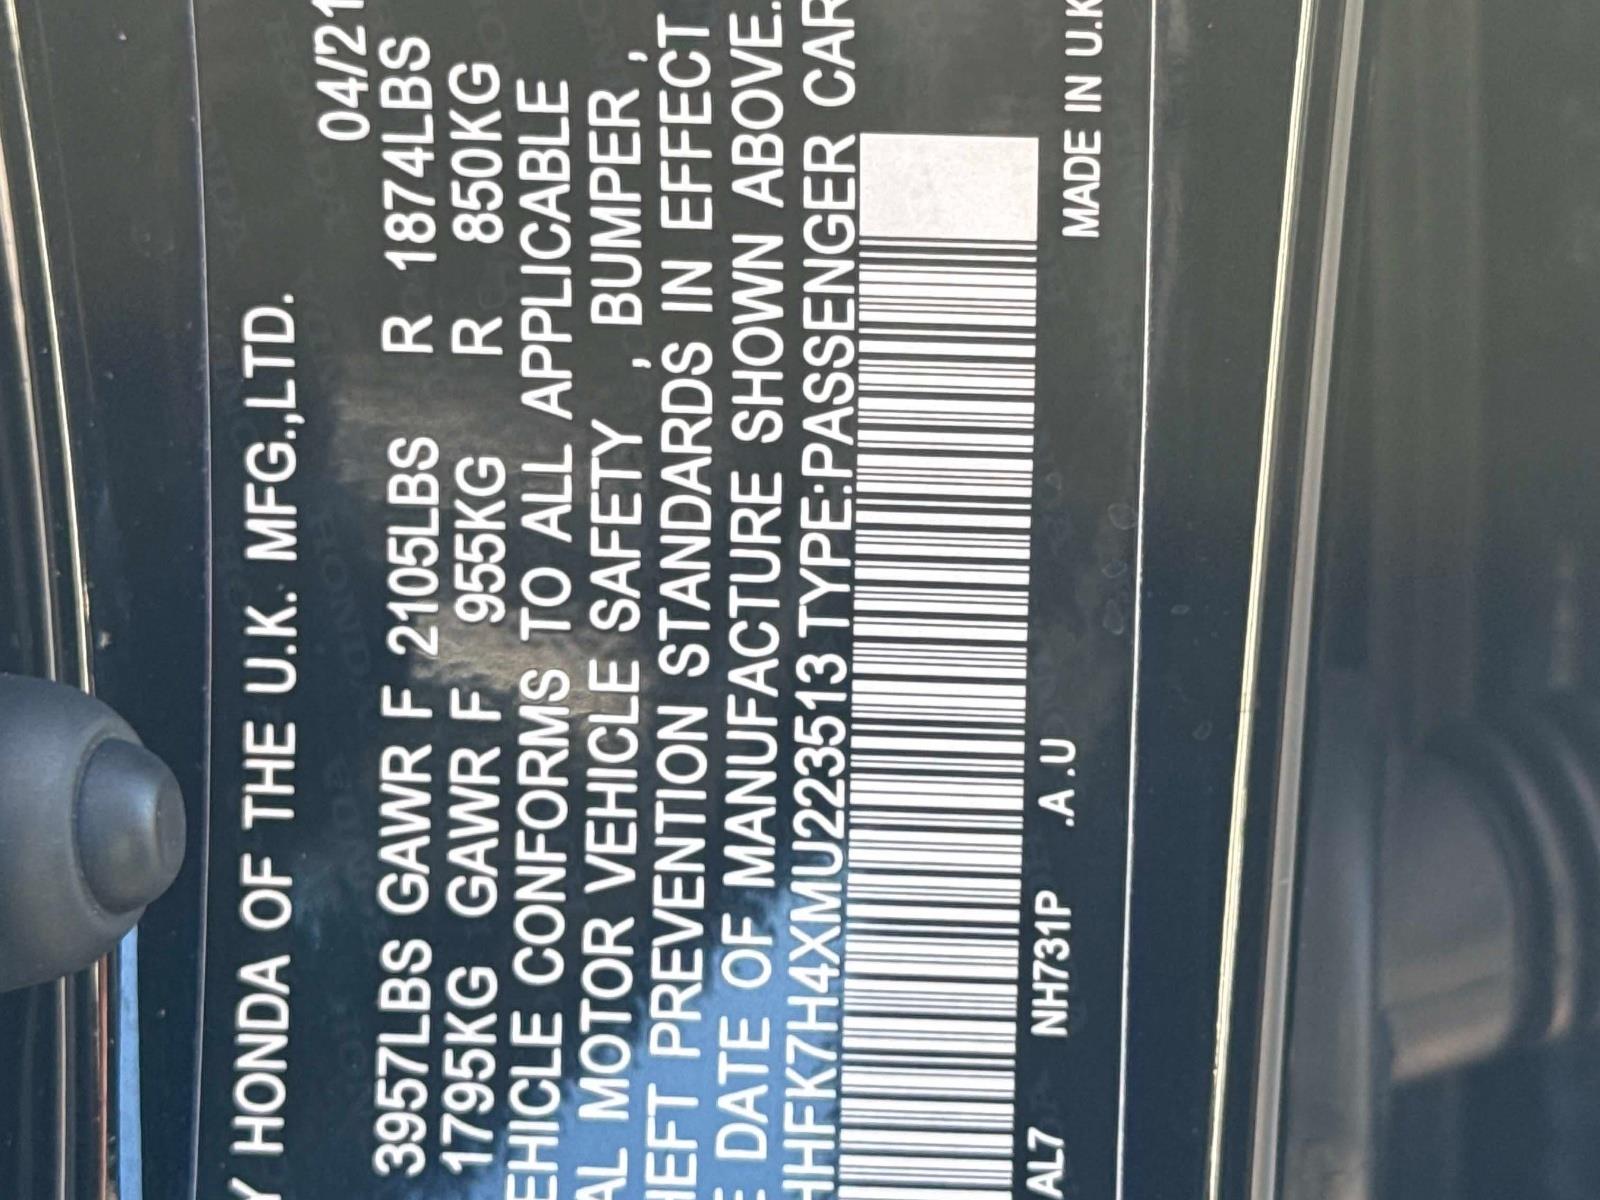 Y HONDA OF THE U.K. MFG.,LTD.
04/21
3957LBS GAWR F 2105LBS R 1874LBS
1795KG GAWR F 955KG R 850KG
EHICLE CONFORMS TO ALL APPLICABLE
AL MOTOR VEHICLE SAFETY , BUMPER ,
HEFT PREVENTION STANDARDS IN EFFECT
E DATE OF MANUFACTURE SHOWN ABOVE.
HHFK7H4XMU223513 TYPE:PASSENGER CAR
MADE IN U.K
AL7 NH731P .A.U